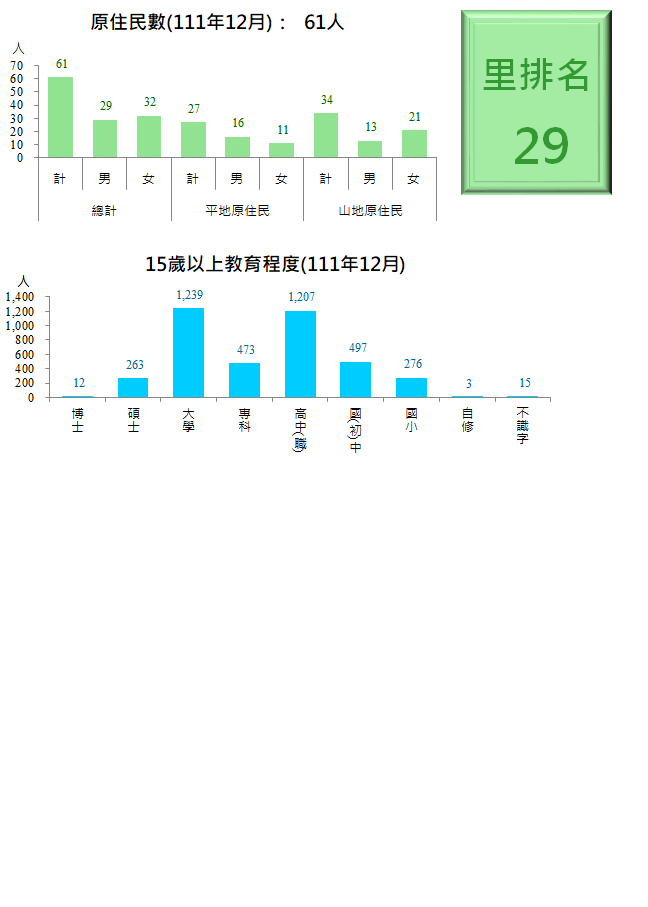 原住民數(111年12月)： 61人
里排名
29
人
70
60
50
40
30
20
10
0
61
29
32
27
16
11
34
13
21
計 男 女 計 男 女 計 男 女
總計 平地原住民 山地原住民
15歲以上教育程度(111年12月)
人
1,400
1,200
1,000
800
600
400
200
0
12
263
1,239
473
1,207
497
276
3
15
博士
碩士
大學
專科
高中(職)
國(初)中
國小
自修
不識字